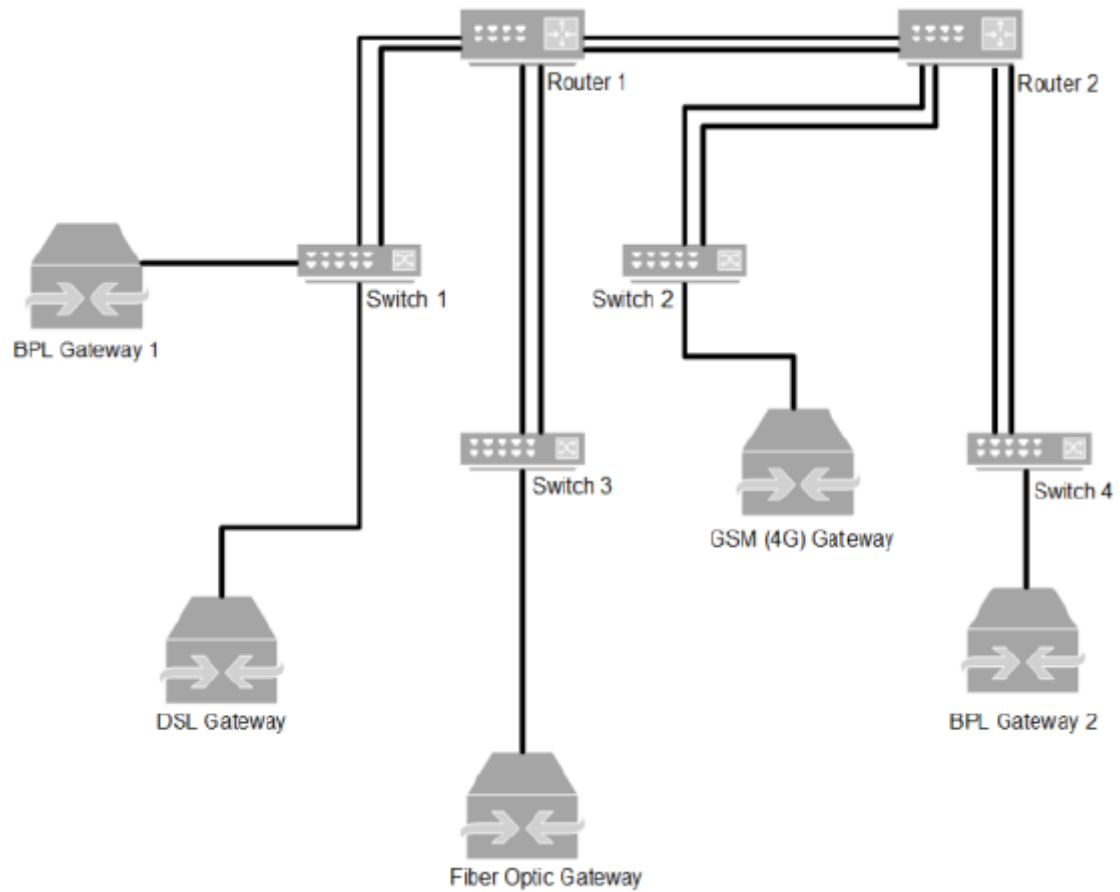 Router 1
Router 2
Switch 1
Switch 2
BPL Gateway 1
Switch 3
Switch 4
GSM (4G) Gateway
DSL Gateway
BPL Gateway 2
Fiber Optic Gateway